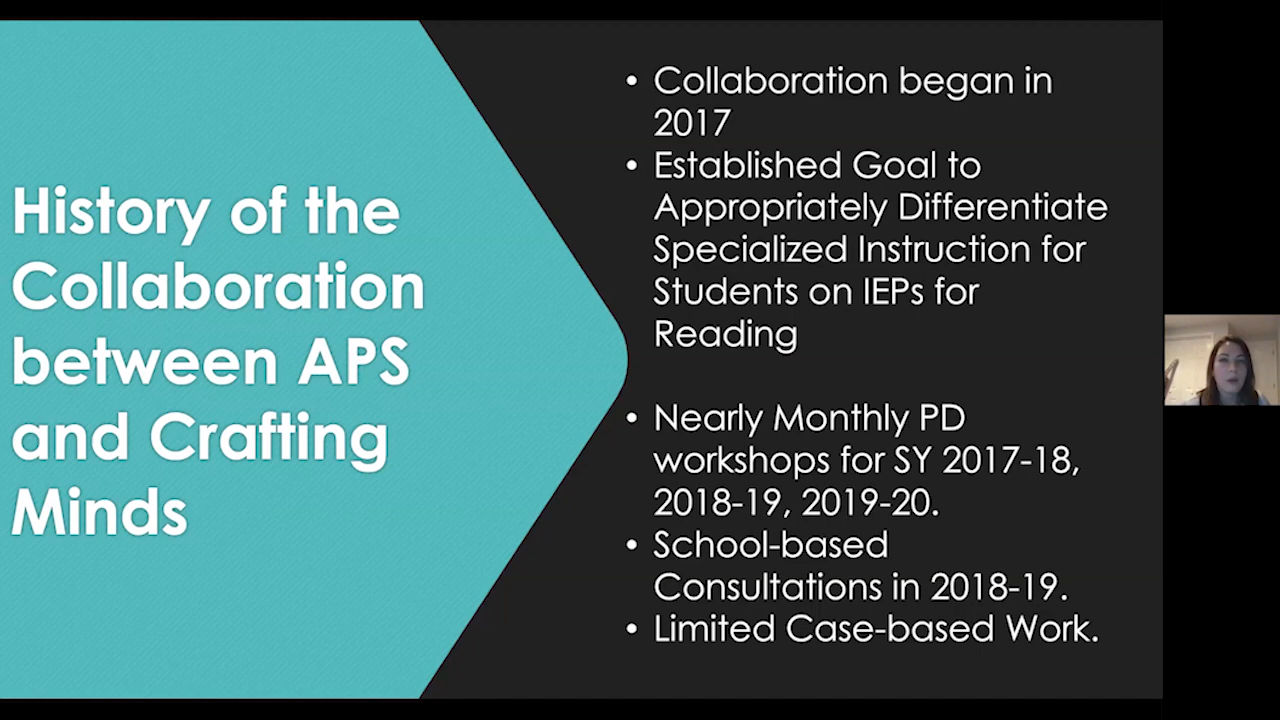 History of the
Collaboration
between APS
and Crafting
Minds
• Collaboration began in
2017
• Established Goal to
Appropriately Differentiate
Specialized Instruction for
Students on IEPs for
Reading
• Nearly Monthly PD
workshops for SY 2017-18,
2018-19, 2019-20.
• School-based
Consultations in 2018-19.
• Limited Case-based Work.